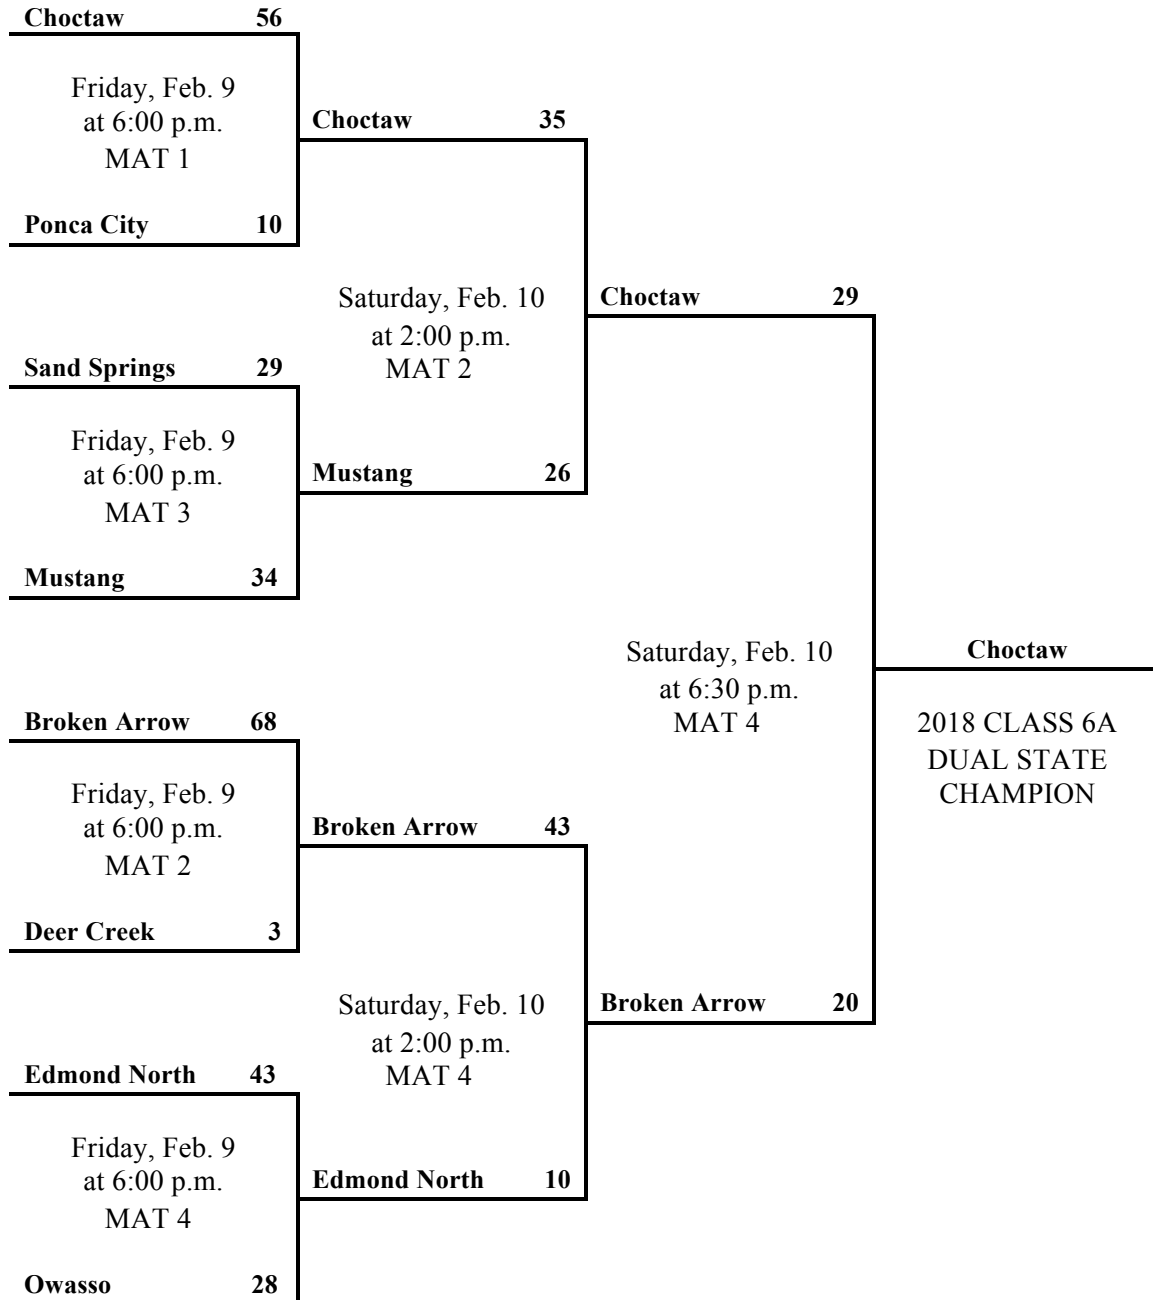 Choctaw 56
Friday, Feb. 9
at 6:00 p.m.
MAT 1
Ponca City 10
Sand Springs 29
Friday, Feb. 9
at 6:00 p.m.
MAT 3
Mustang 34
Broken Arrow 68
Friday, Feb. 9
at 6:00 p.m.
MAT 2
Deer Creek 3
Edmond North 43
Friday, Feb. 9
at 6:00 p.m.
MAT 4
Owasso 28
Choctaw 35
Saturday, Feb. 10
at 2:00 p.m.
MAT 2
Mustang 26
Broken Arrow 43
Saturday, Feb. 10
at 2:00 p.m.
MAT 4
Edmond North 10
Choctaw 29
Saturday, Feb. 10
at 6:30 p.m.
MAT 4
Broken Arrow 20
Choctaw
2018 CLASS 6A
DUAL STATE
CHAMPION